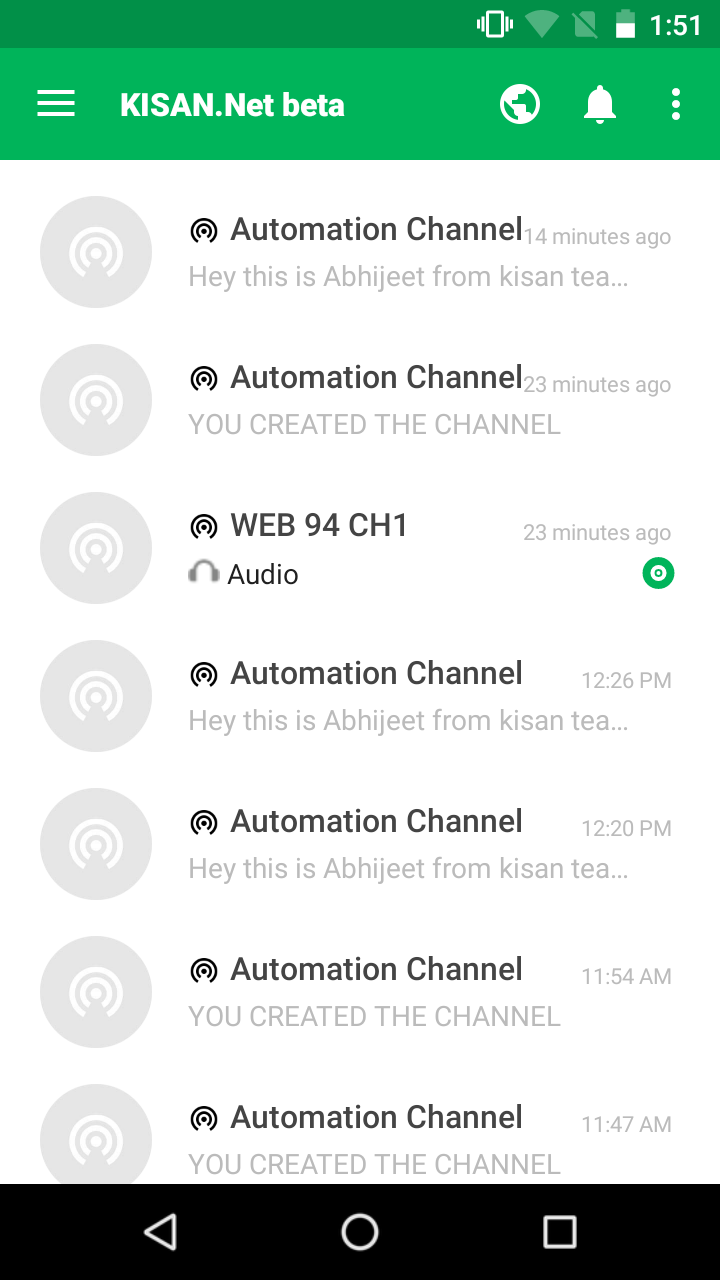 1:51
KISAN.Net beta
Automation Channel 14 minutes ago
Hey this is Abhijeet from kisan tea...
Automation Channel 23 minutes ago
YOU CREATED THE CHANNEL
WEB 94 CH1 23 minutes ago
Audio
Automation Channel 12:26 PM
Hey this is Abhijeet from kisan tea...
Automation Channel 12:20 PM
Hey this is Abhijeet from kisan tea...
Automation Channel 11:54 AM
YOU CREATED THE CHANNEL
Automation Channel 11:47 AM
YOU CREATED THE CHANNEL